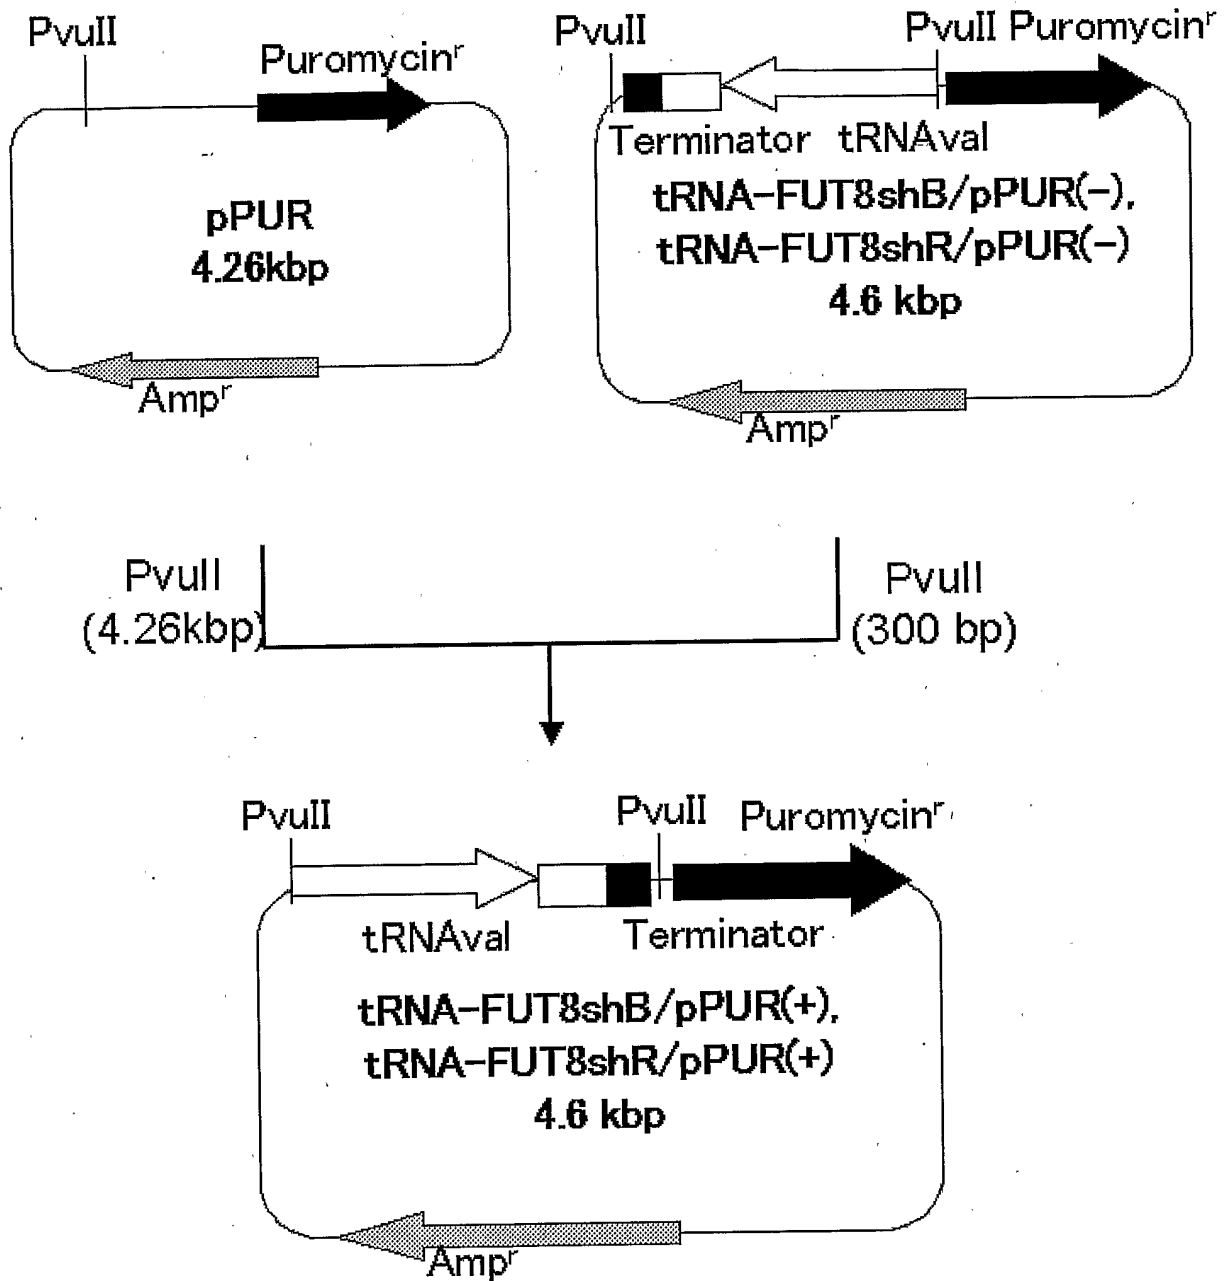 PvuII
Puromycinʳ
pPUR
4.26kbp
Ampʳ
PvuII
PvuII Puromycinʳ
Terminator tRNAval
tRNA-FUT8shB/pPUR(-),
tRNA-FUT8shR/pPUR(-)
4.6 kbp
Ampʳ
PvuII
(4.26kbp)
PvuII
(300 bp)
PvuII
PvuII
Puromycinʳ
tRNAval
Terminator
tRNA-FUT8shB/pPUR(+),
tRNA-FUT8shR/pPUR(+)
4.6 kbp
Ampʳ